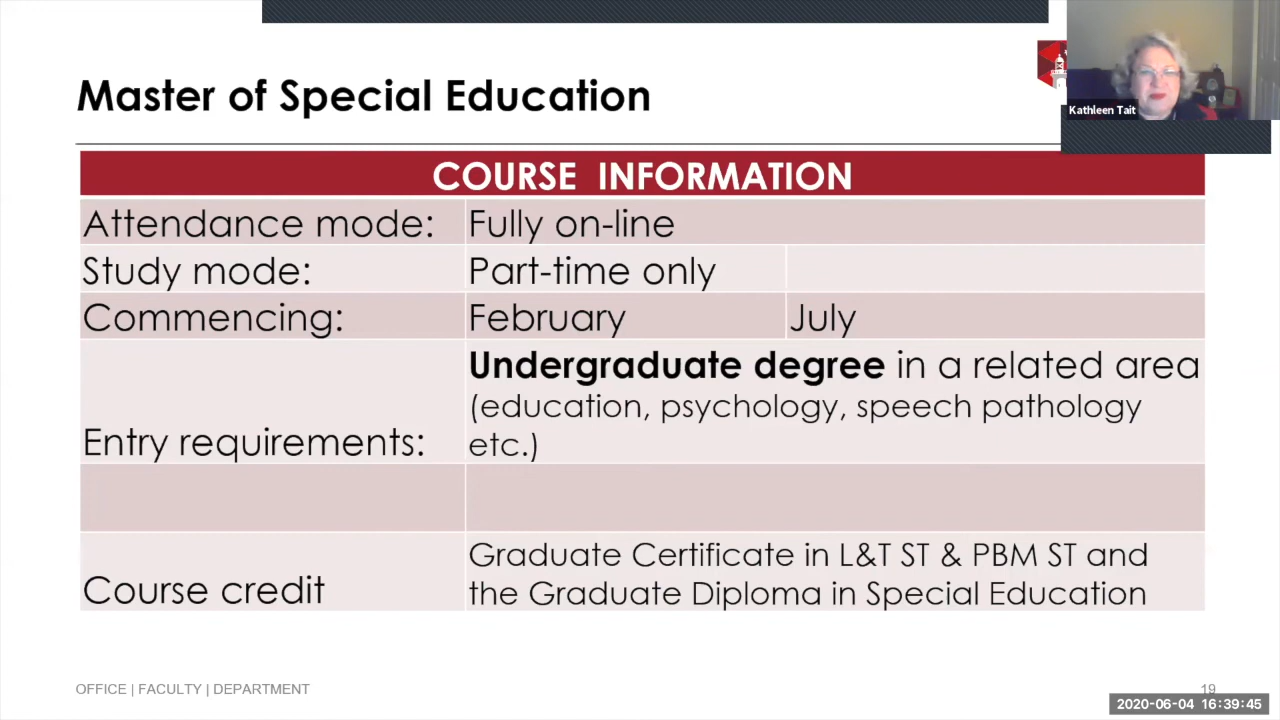 Master of Special Education
Kathleen Tait
COURSE INFORMATION
Attendance mode: Fully on-line
Study mode: Part-time only
Commencing: February July
Undergraduate degree in a related area
(education, psychology, speech pathology
Entry requirements: etc.)
Graduate Certificate in L&T ST & PBM ST and
Course credit the Graduate Diploma in Special Education
OFFICE | FACULTY | DEPARTMENT
19
2020-06-04 16:39:45